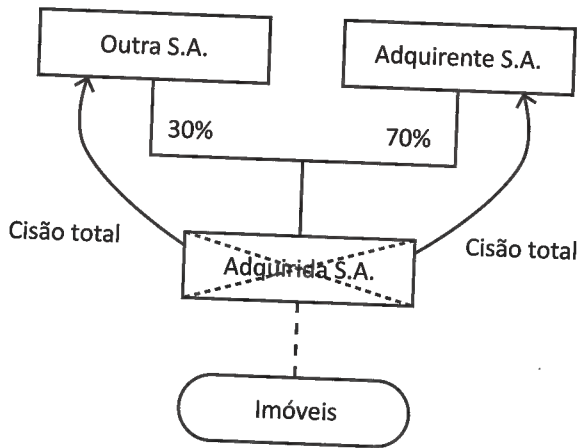 Outra S.A.
Adquirente S.A.
30%
70%
Cisão total
Cisão total
Adquirida S.A.
Imóveis